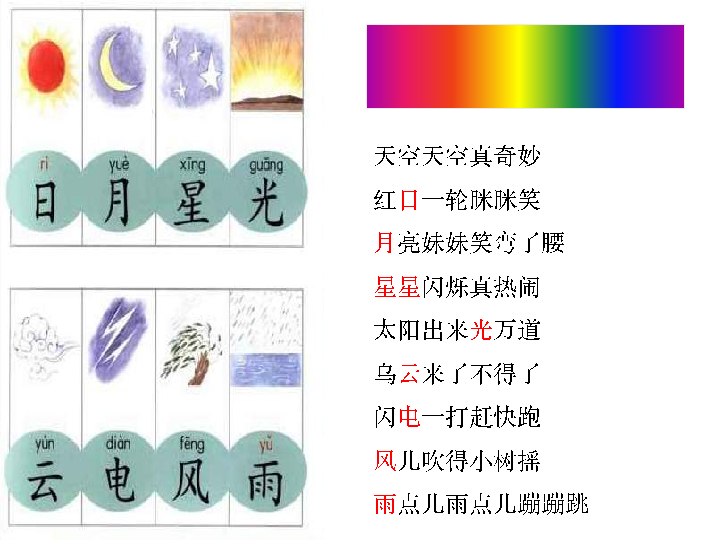 rì yuè xīng guāng
日 月 星 光
yún diàn fēng yǔ
云 电 风 雨
天空天空真奇妙
红日一轮眯眯笑
月亮妹妹笑弯了腰
星星闪烁真热闹
太阳出来光万道
乌云来了不得了
闪电一打赶快跑
风儿吹得小树摇
雨点儿雨点儿蹦蹦跳